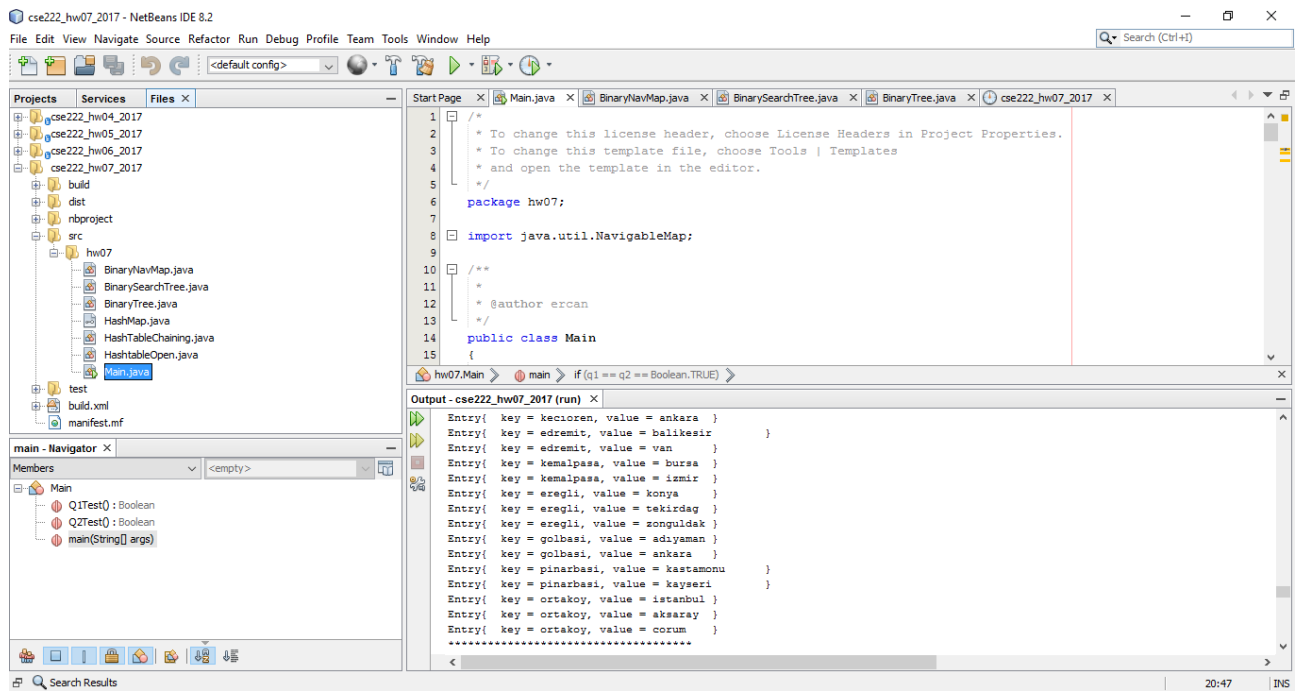 cse222_hw07_2017 - NetBeans IDE 8.2
File Edit View Navigate Source Refactor Run Debug Profile Team Tools Window Help
Search (Ctrl+I)
<default config>
Projects Services Files
cse222_hw04_2017
cse222_hw05_2017
cse222_hw06_2017
cse222_hw07_2017
build
dist
nbproject
src
hw07
BinaryNavMap.java
BinarySearchTree.java
BinaryTree.java
HashMap.java
HashTableChaining.java
HashtableOpen.java
Main.java
test
build.xml
manifest.mf
main - Navigator
Members <empty>
Main
Q1Test() : Boolean
Q2Test() : Boolean
main(String[] args)
Start Page Main.java BinaryNavMap.java BinarySearchTree.java BinaryTree.java cse222_hw07_2017
1 /*
2 * To change this license header, choose License Headers in Project Properties.
3 * To change this template file, choose Tools | Templates
4 * and open the template in the editor.
5 */
6 package hw07;
7
8 import java.util.NavigableMap;
9
10 /**
11 *
12 * @author ercan
13 */
14 public class Main
15 {
hw07.Main main if (q1 == q2 == Boolean.TRUE)
Output - cse222_hw07_2017 (run)
Entry{ key = kecıoren, value = ankara }
Entry{ key = edremit, value = balikesir }
Entry{ key = edremit, value = van }
Entry{ key = kemalpasa, value = bursa }
Entry{ key = kemalpasa, value = izmir }
Entry{ key = eregli, value = konya }
Entry{ key = eregli, value = tekirdag }
Entry{ key = eregli, value = zonguldak }
Entry{ key = golbasi, value = adıyaman }
Entry{ key = golbasi, value = ankara }
Entry{ key = pinarbasi, value = kastamonu }
Entry{ key = pinarbasi, value = kayseri }
Entry{ key = ortakoy, value = istanbul }
Entry{ key = ortakoy, value = aksaray }
Entry{ key = ortakoy, value = corum }
*************************************
Search Results
20:47 INS